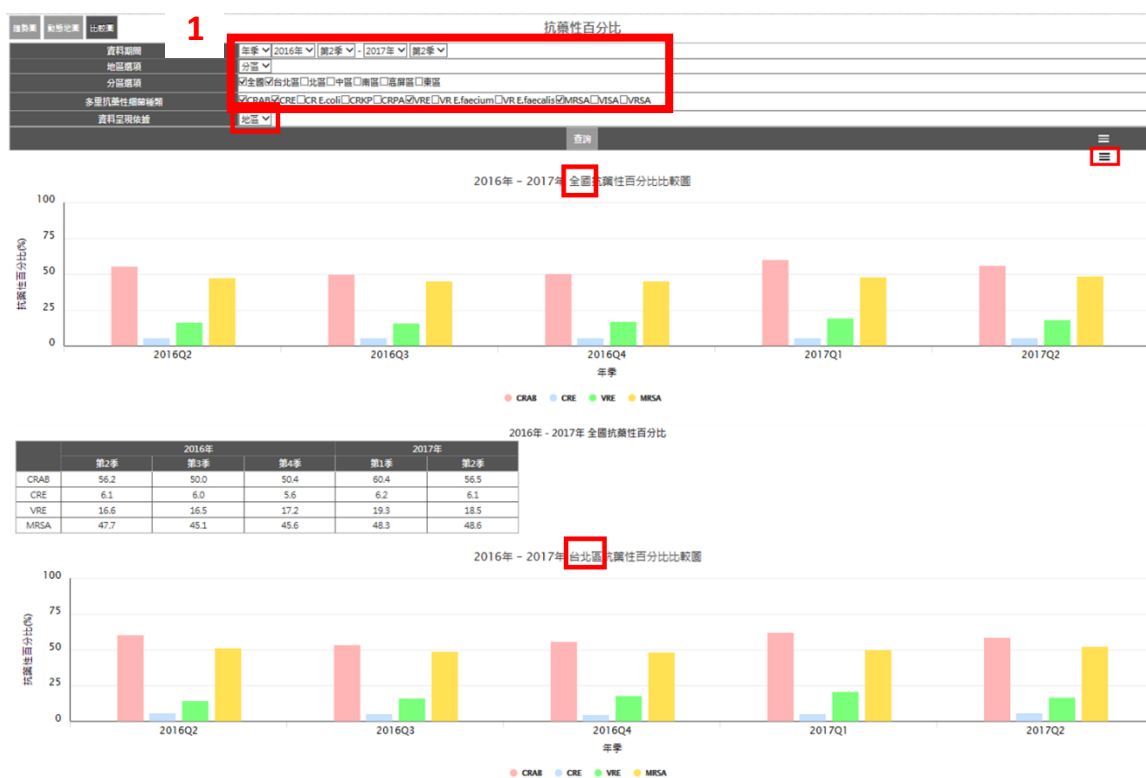 趨勢圖 動態地圖 比較圖
1
抗藥性百分比
資料期間 年季 2016年 第2季 - 2017年 第2季
地區選項 分區
分區選項 全國 台北區 北區 中區 南區 高屏區 東區
多重抗藥性細菌種類 CRAB CRE CR E.coli CRKP CRPA VRE VR E.faecium VR E.faecalis MRSA VISA VRSA
資料呈現依據 地區
查詢
2016年 - 2017年 全國抗藥性百分比比較圖
抗藥性百分比(%)
100
75
50
25
0
2016Q2 2016Q3 2016Q4 2017Q1 2017Q2
年季
CRAB CRE VRE MRSA
2016年 - 2017年 全國抗藥性百分比
2016年 2017年
第2季 第3季 第4季 第1季 第2季
CRAB 56.2 50.0 50.4 60.4 56.5
CRE 6.1 6.0 5.6 6.2 6.1
VRE 16.6 16.5 17.2 19.3 18.5
MRSA 47.7 45.1 45.6 48.3 48.6
2016年 - 2017年 台北區抗藥性百分比比較圖
抗藥性百分比(%)
100
75
50
25
0
2016Q2 2016Q3 2016Q4 2017Q1 2017Q2
年季
CRAB CRE VRE MRSA